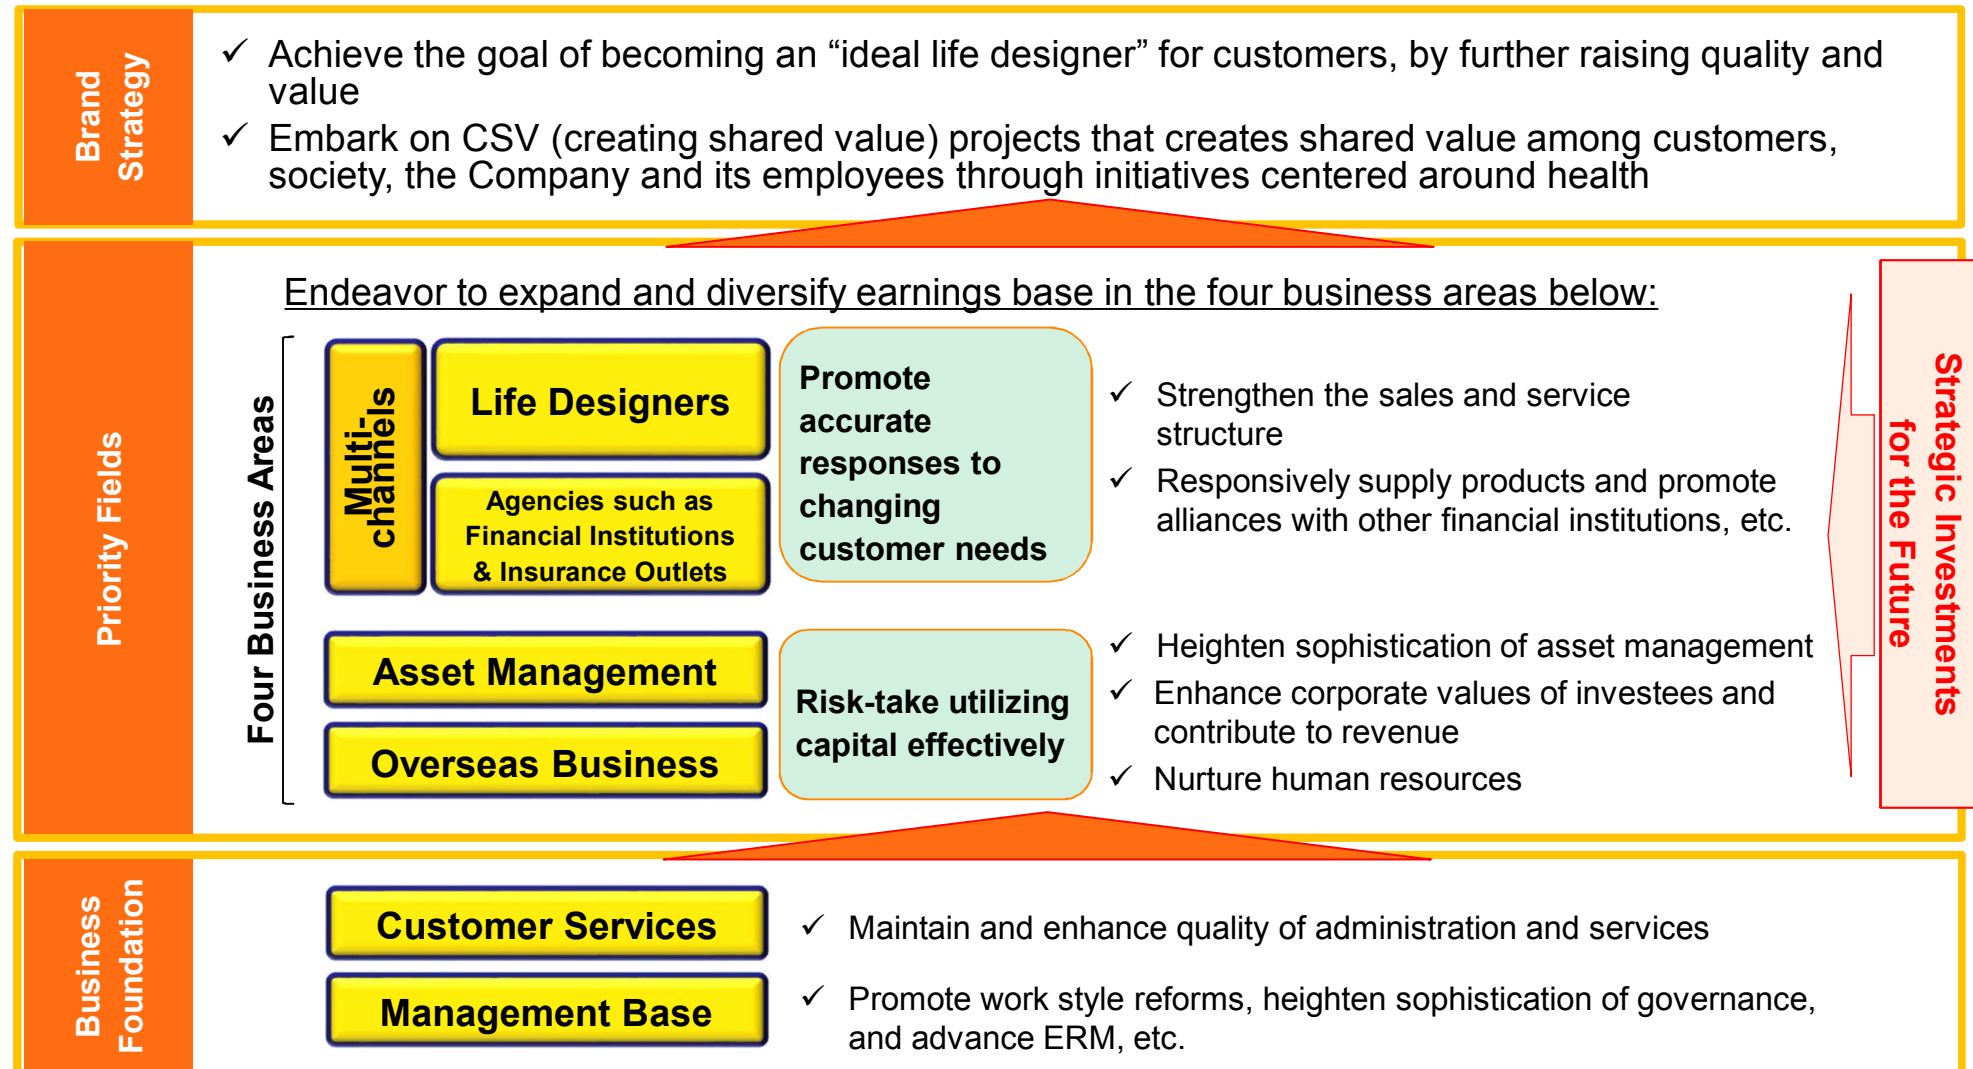 Brand
Strategy
✓ Achieve the goal of becoming an “ideal life designer” for customers, by further raising quality and
value
✓ Embark on CSV (creating shared value) projects that creates shared value among customers,
society, the Company and its employees through initiatives centered around health
Priority Fields
Endeavor to expand and diversify earnings base in the four business areas below:
Four Business Areas
Multi-
channels
Life Designers
Agencies such as
Financial Institutions
& Insurance Outlets
Promote
accurate
responses to
changing
customer needs
✓ Strengthen the sales and service
structure
✓ Responsively supply products and promote
alliances with other financial institutions, etc.
Asset Management
Overseas Business
Risk-take utilizing
capital effectively
✓ Heighten sophistication of asset management
✓ Enhance corporate values of investees and
contribute to revenue
✓ Nurture human resources
Strategic Investments
for the Future
Business
Foundation
Customer Services
✓ Maintain and enhance quality of administration and services
Management Base
✓ Promote work style reforms, heighten sophistication of governance,
and advance ERM, etc.